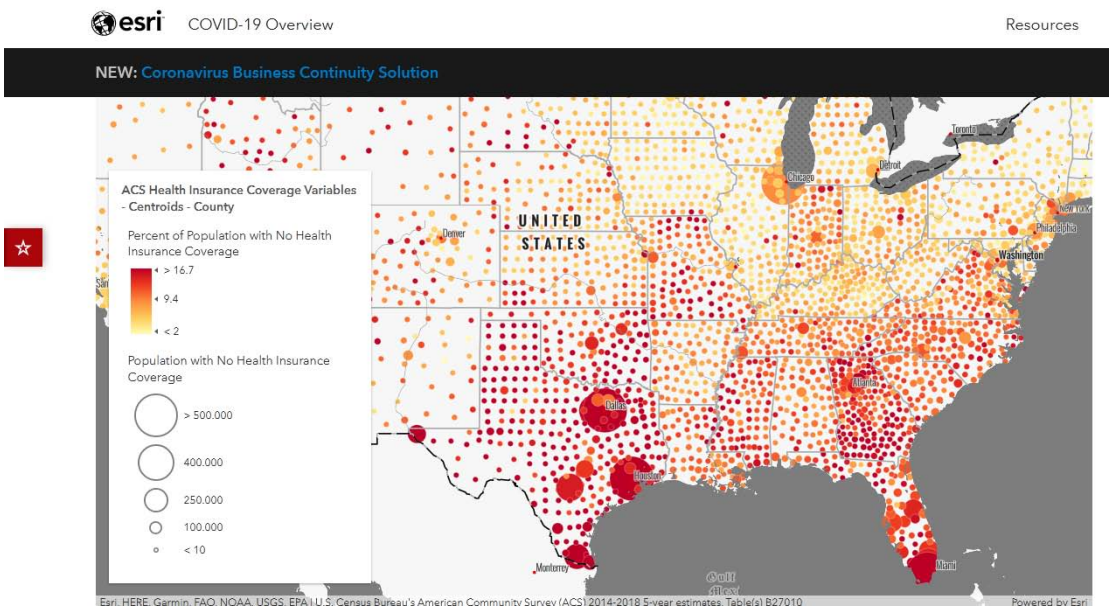 esri COVID-19 Overview Resources
NEW: Coronavirus Business Continuity Solution
ACS Health Insurance Coverage Variables
- Centroids - County
Percent of Population with No Health
Insurance Coverage
> 16.7
9.4
< 2
Population with No Health Insurance
Coverage
> 500.000
400.000
250.000
100.000
< 10
Toronto
Detroit
Chicago
New York
Philadelphia
UNITED
STATES
Denver
Washington
San
Atlanta
Dallas
Houston
Monterrey
Miami
Gulf
Esri, HERE, Garmin, FAO, NOAA, USGS, EPA | U.S. Census Bureau's American Community Survey (ACS) 2014-2018 5-year estimates, Table(s) B27010 Powered by Esri